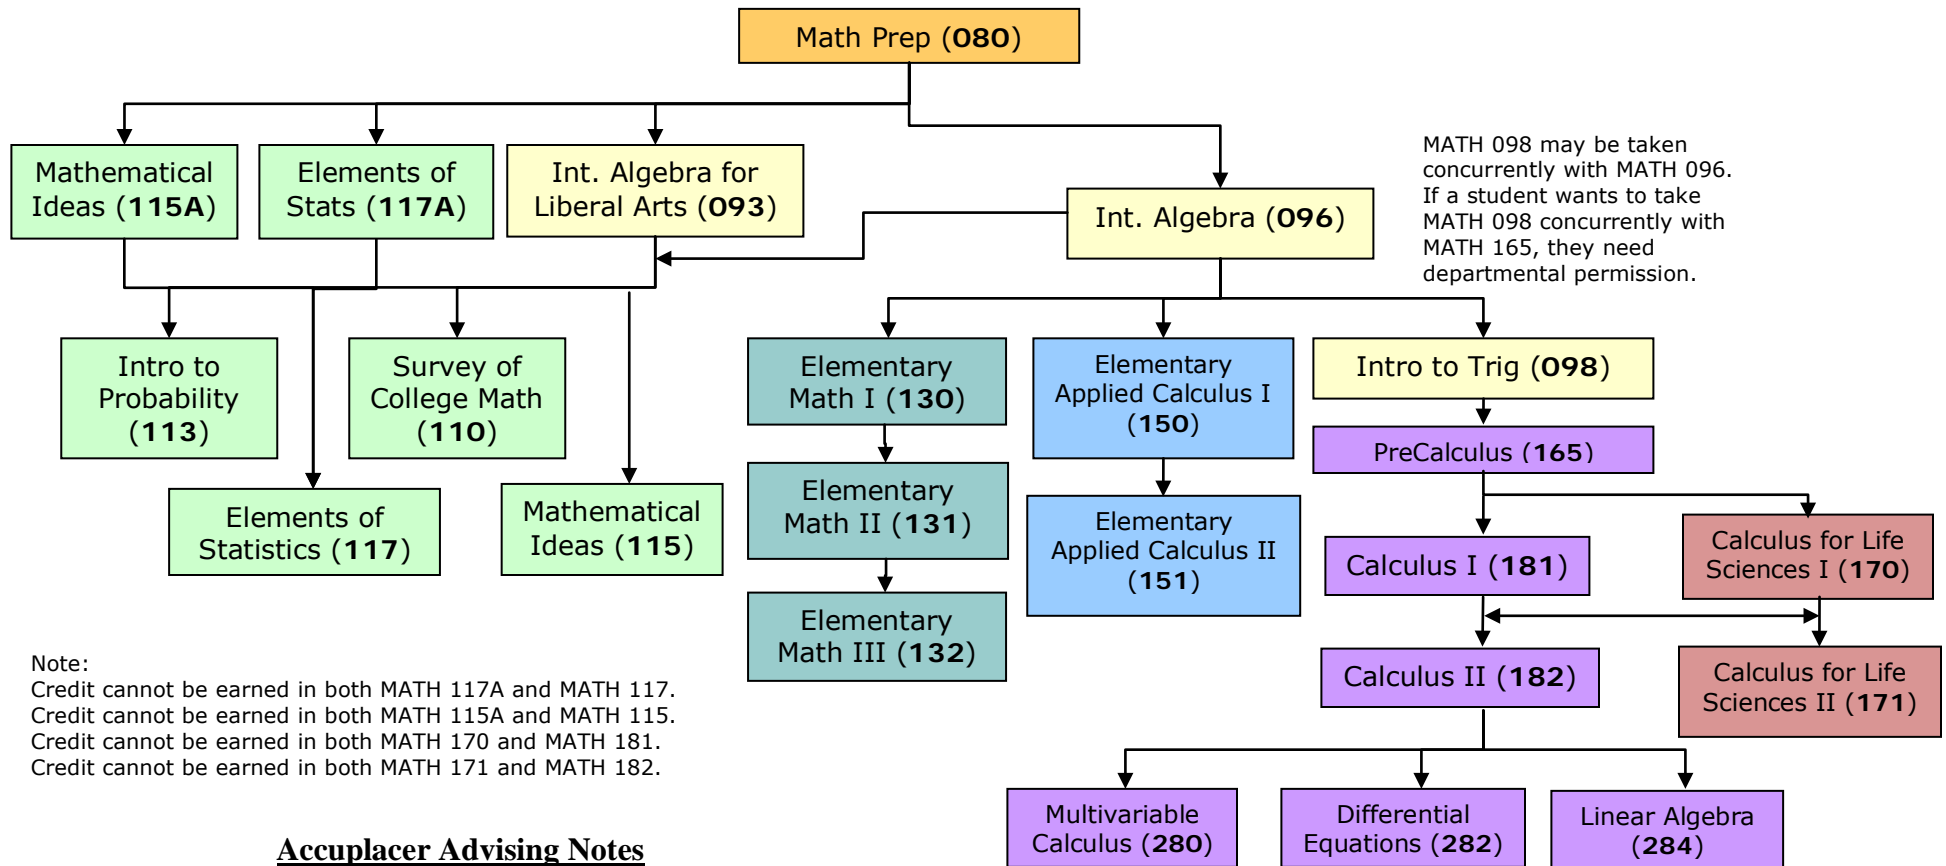 Math Prep (080)
Mathematical
Ideas (115A)
Elements of
Stats (117A)
Int. Algebra for
Liberal Arts (093)
Int. Algebra (096)
MATH 098 may be taken
concurrently with MATH 096.
If a student wants to take
MATH 098 concurrently with
MATH 165, they need
departmental permission.
Intro to
Probability
(113)
Survey of
College Math
(110)
Elementary
Math I (130)
Elementary
Applied Calculus I
(150)
Intro to Trig (098)
PreCalculus (165)
Elements of
Statistics (117)
Mathematical
Ideas (115)
Elementary
Math II (131)
Elementary
Applied Calculus II
(151)
Calculus I (181)
Calculus for Life
Sciences I (170)
Elementary
Math III (132)
Calculus II (182)
Calculus for Life
Sciences II (171)
Note:
Credit cannot be earned in both MATH 117A and MATH 117.
Credit cannot be earned in both MATH 115A and MATH 115.
Credit cannot be earned in both MATH 170 and MATH 181.
Credit cannot be earned in both MATH 171 and MATH 182.
Multivariable
Calculus (280)
Differential
Equations (282)
Linear Algebra
(284)
Accuplacer Advising Notes